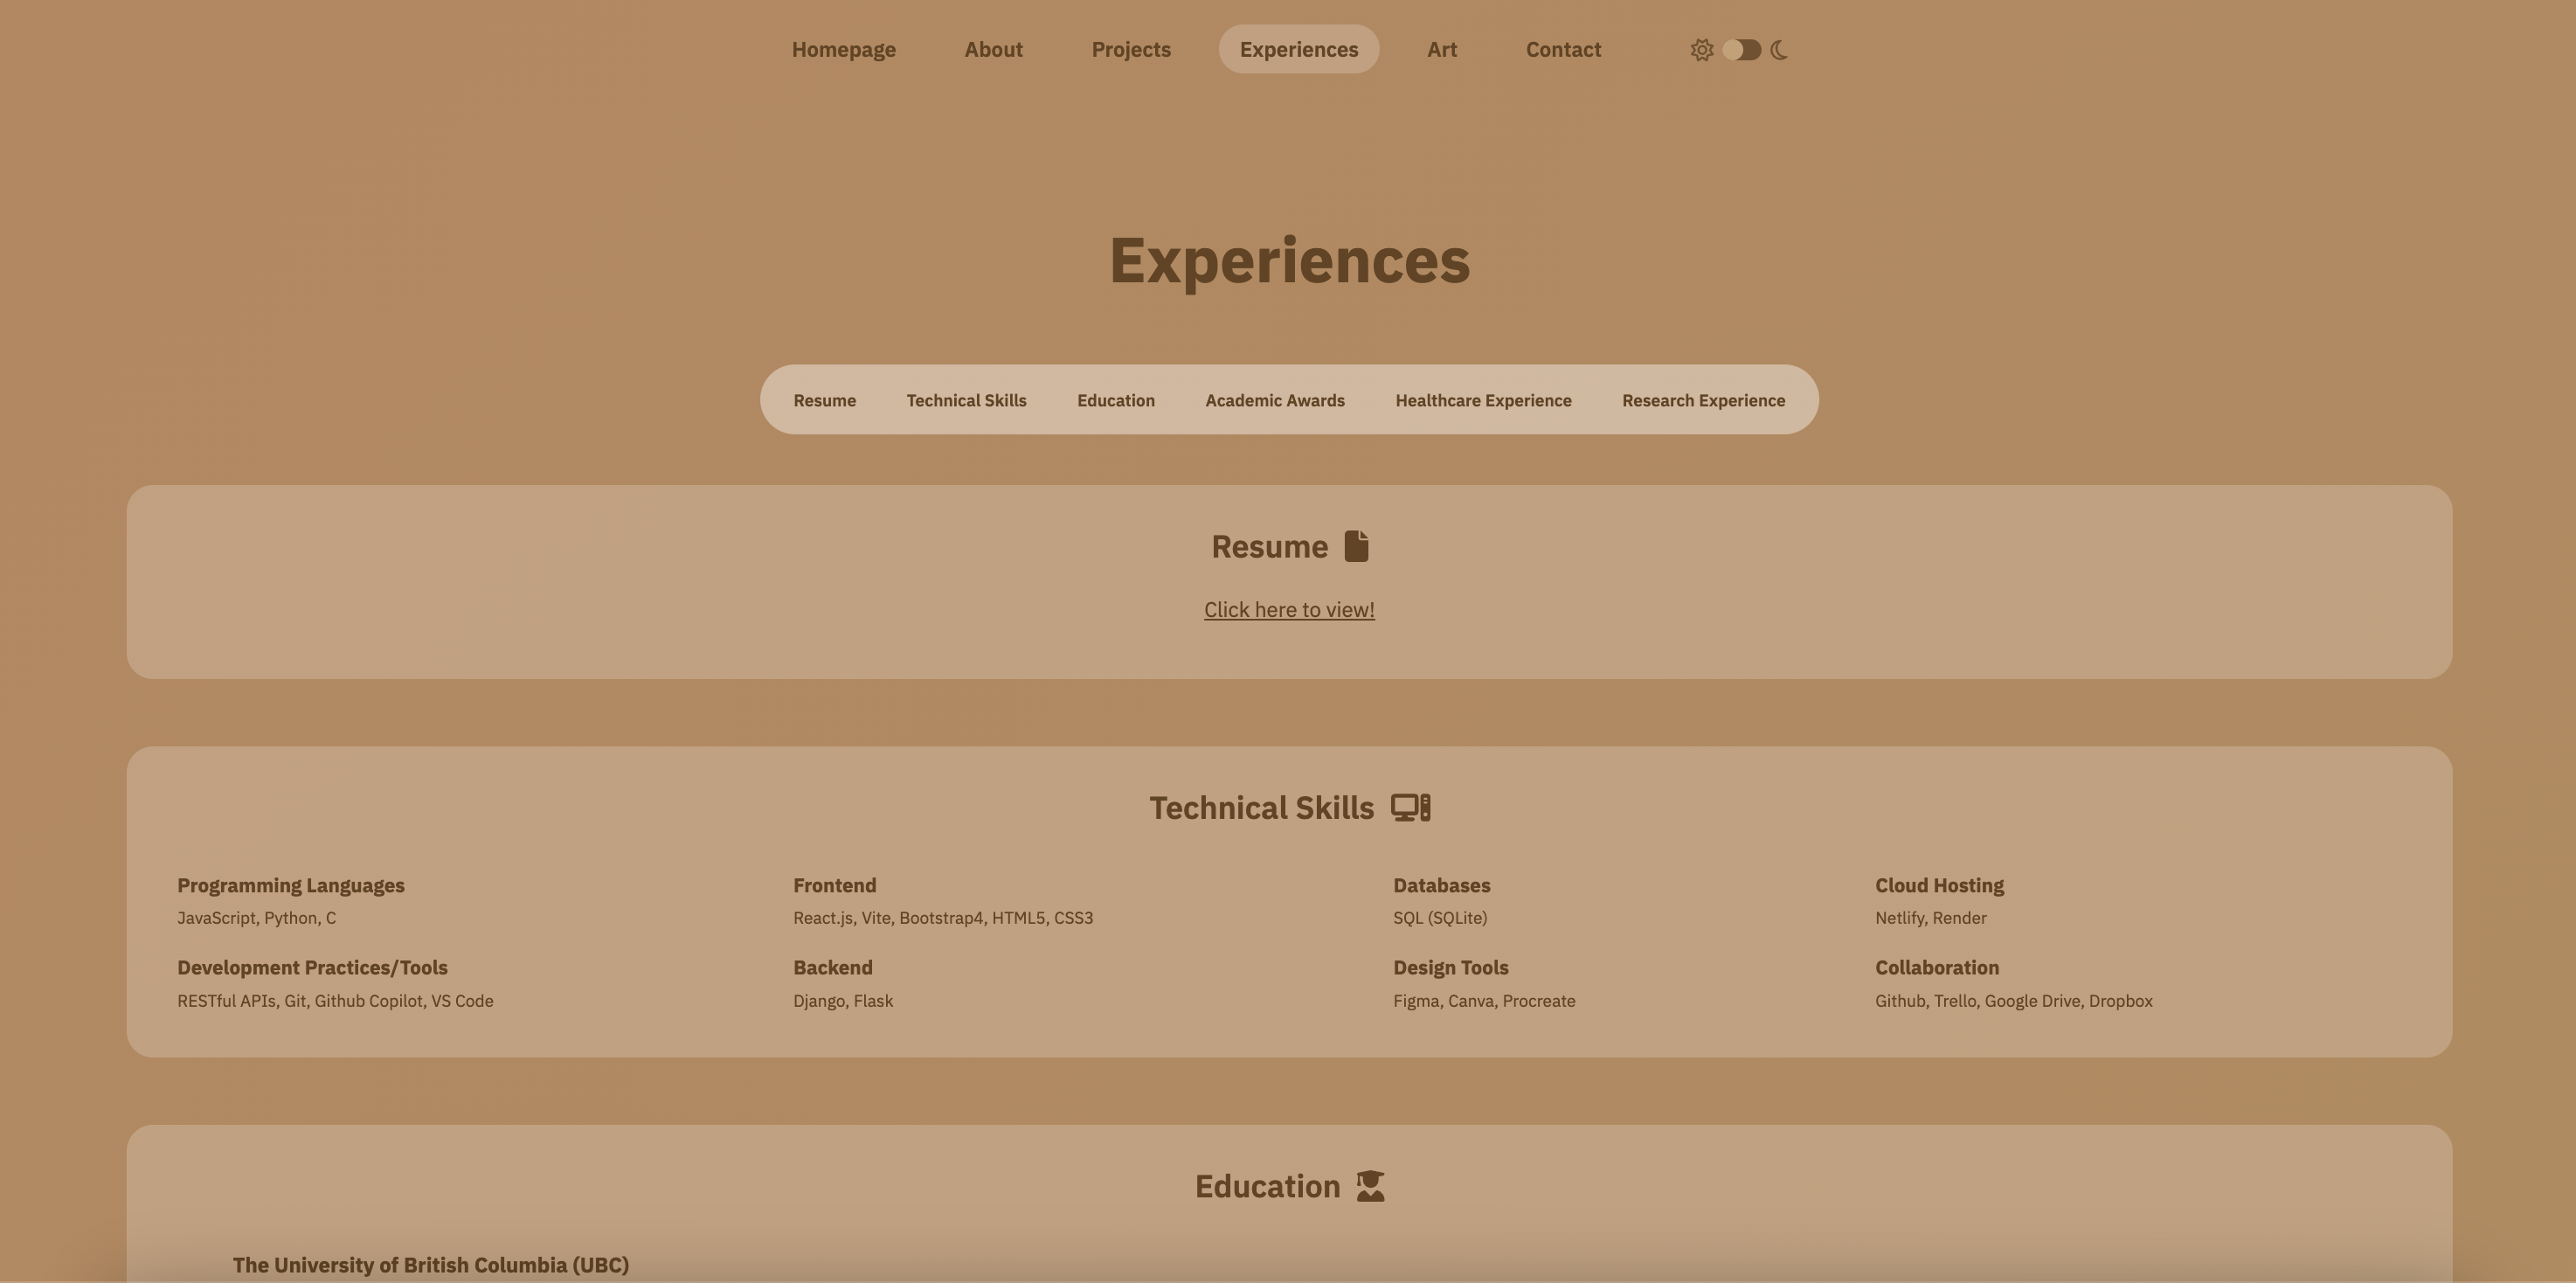 Homepage About Projects Experiences Art Contact
Experiences
Resume Technical Skills Education Academic Awards Healthcare Experience Research Experience
Resume
Click here to view!
Technical Skills
Programming Languages Frontend Databases Cloud Hosting
JavaScript, Python, C React.js, Vite, Bootstrap4, HTML5, CSS3 SQL (SQLite) Netlify, Render
Development Practices/Tools Backend Design Tools Collaboration
RESTful APIs, Git, Github Copilot, VS Code Django, Flask Figma, Canva, Procreate Github, Trello, Google Drive, Dropbox
Education
The University of British Columbia (UBC)